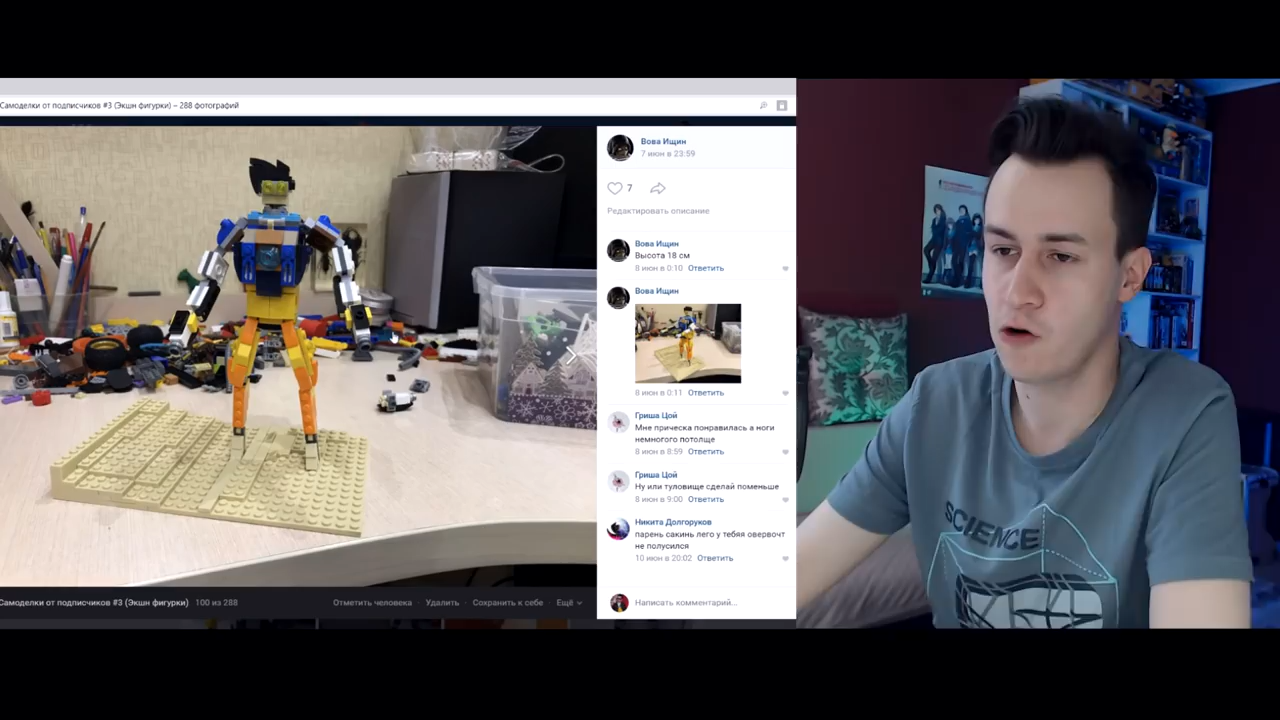 Самоделки от подписчиков #3 (Экшн фигурки) – 288 фотографий
Вова Ищин
7 июн в 23:59
7
Редактировать описание
Вова Ищин
Высота 18 см
8 июн в 0:10 Ответить
Вова Ищин
8 июн в 0:11 Ответить
Гриша Цой
Мне прическа понравилась а ноги
немного потолще
8 июн в 8:59 Ответить
Гриша Цой
Ну или туловище сделай поменьше
8 июн в 9:00 Ответить
Никита Долгоруков
парень сакинь лего у тебяя овервочт
не полусился
10 июн в 20:02 Ответить
Написать комментарий...
Самоделки от подписчиков #3 (Экшн фигурки) 100 из 288
Отметить человека · Удалить · Сохранить к себе · Ещё
SCIENCE